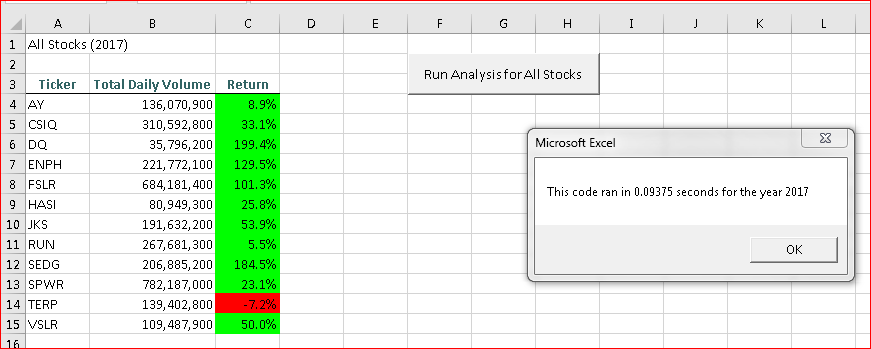 A B C D E F G H I J K L
1 All Stocks (2017)
2
Run Analysis for All Stocks
3 Ticker Total Daily Volume Return
4 AY 136,070,900 8.9%
5 CSIQ 310,592,800 33.1%
6 DQ 35,796,200 199.4%
7 ENPH 221,772,100 129.5%
8 FSLR 684,181,400 101.3%
9 HASI 80,949,300 25.8%
10 JKS 191,632,200 53.9%
11 RUN 267,681,300 5.5%
12 SEDG 206,885,200 184.5%
13 SPWR 782,187,000 23.1%
14 TERP 139,402,800 -7.2%
15 VSLR 109,487,900 50.0%
16
Microsoft Excel
This code ran in 0.09375 seconds for the year 2017
OK